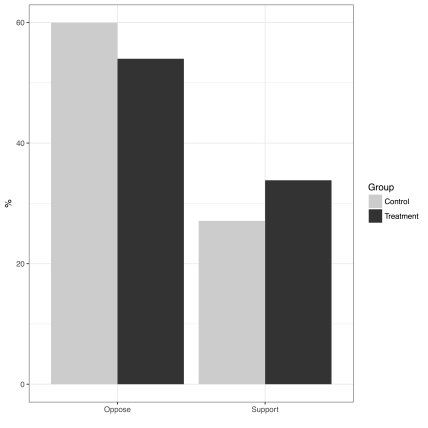 60
40
20
0
%
Oppose
Support
Group
Control
Treatment